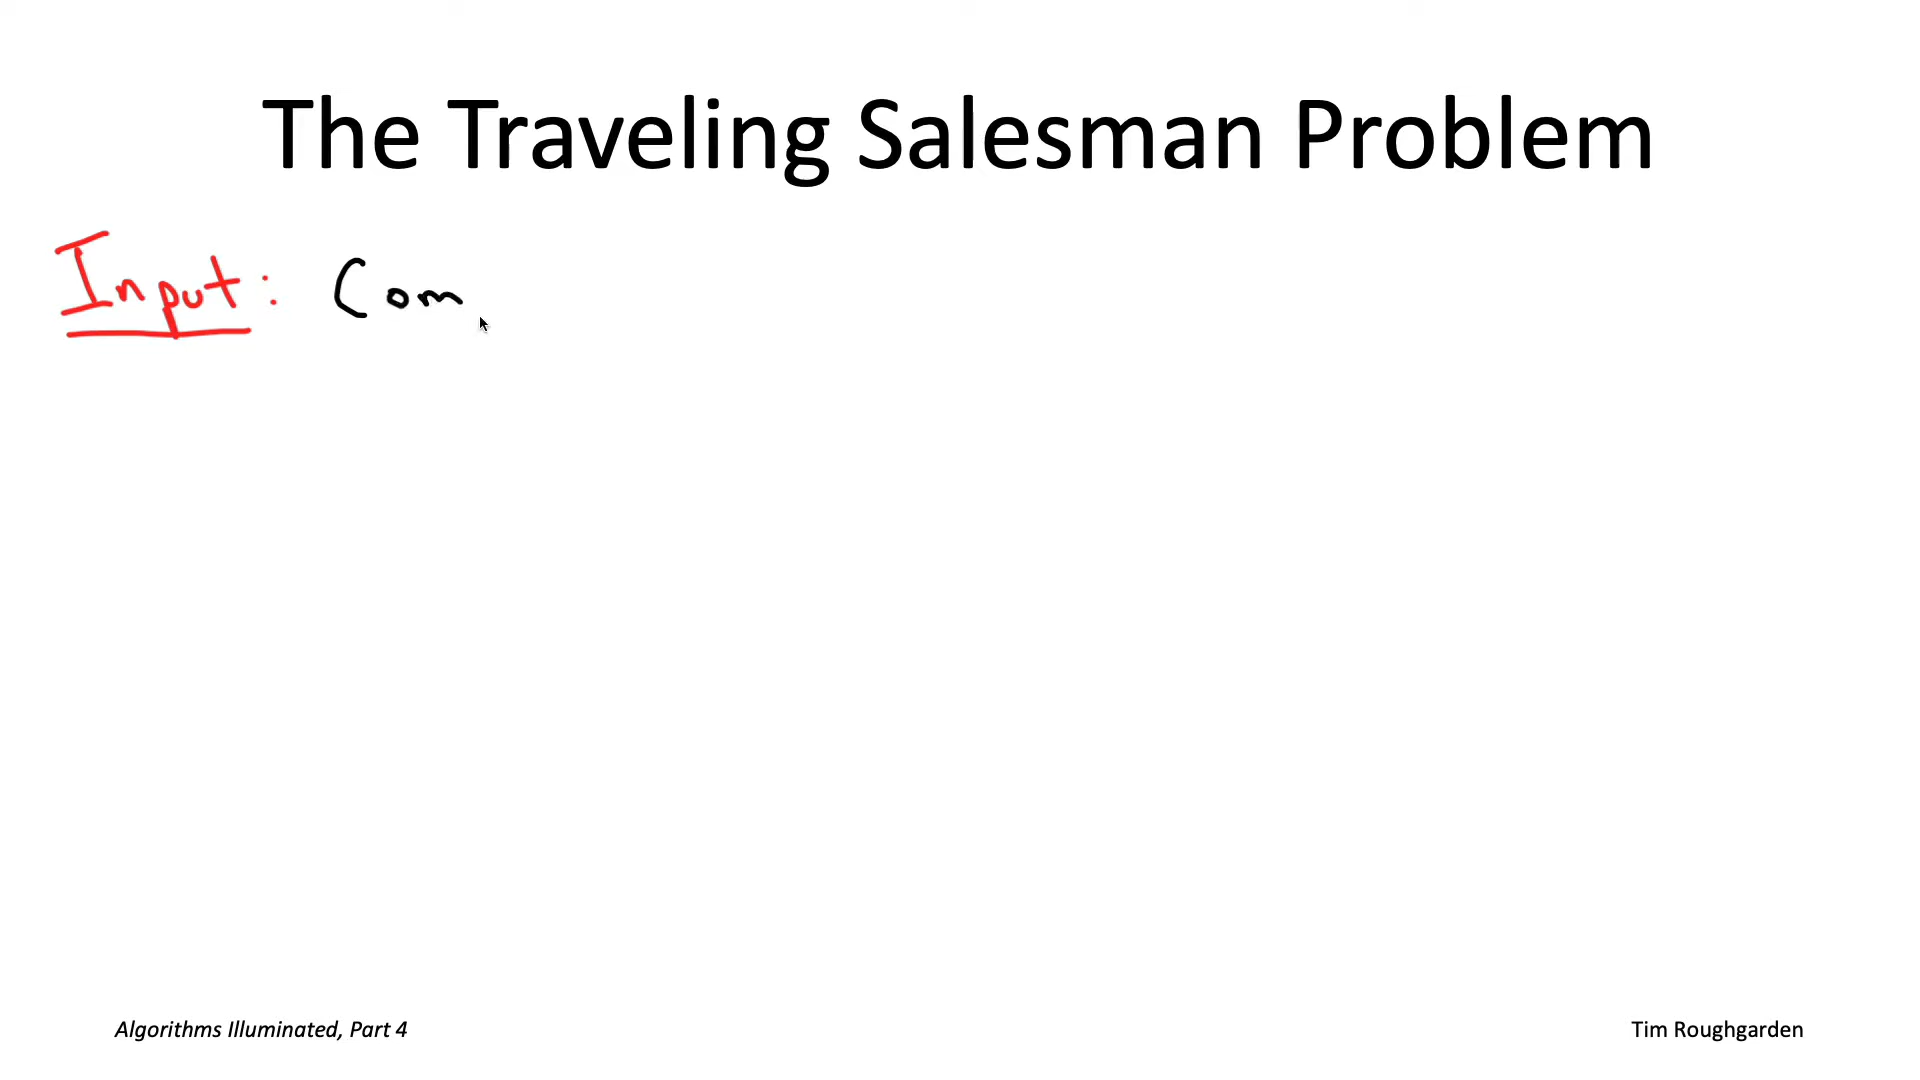 The Traveling Salesman Problem
Input: Com
Algorithms Illuminated, Part 4
Tim Roughgarden